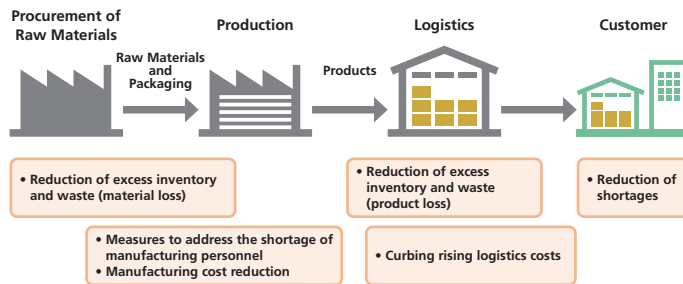 Procurement of
Raw Materials
Production
Logistics
Customer
Raw Materials
and
Packaging
Products
• Reduction of excess inventory
and waste (material loss)
• Reduction of excess
inventory and waste
(product loss)
• Reduction of
shortages
• Measures to address the shortage of
manufacturing personnel
• Manufacturing cost reduction
• Curbing rising logistics costs